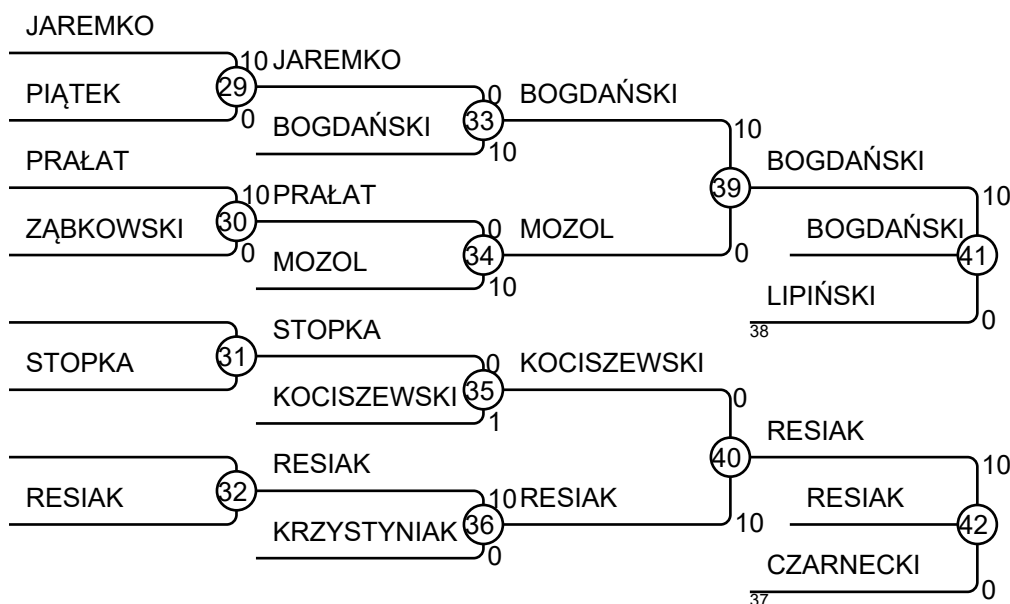 JAREMKO
10 JAREMKO
PIĄTEK 29 0 BOGDAŃSKI
BOGDAŃSKI 33 10
0 10 BOGDAŃSKI
PRAŁAT 39 10
10 PRAŁAT
ZĄBKOWSKI 30 0 MOZOL BOGDAŃSKI 41
0 MOZOL 34 0
10 LIPIŃSKI 0
38
STOPKA
STOPKA 31 0 KOCISZEWSKI
KOCISZEWSKI 35 0
1 RESIAK
RESIAK 40 10
RESIAK 32 10 RESIAK RESIAK 42
KRZYSTYNIAK 36 10
0 CZARNECKI 0
37